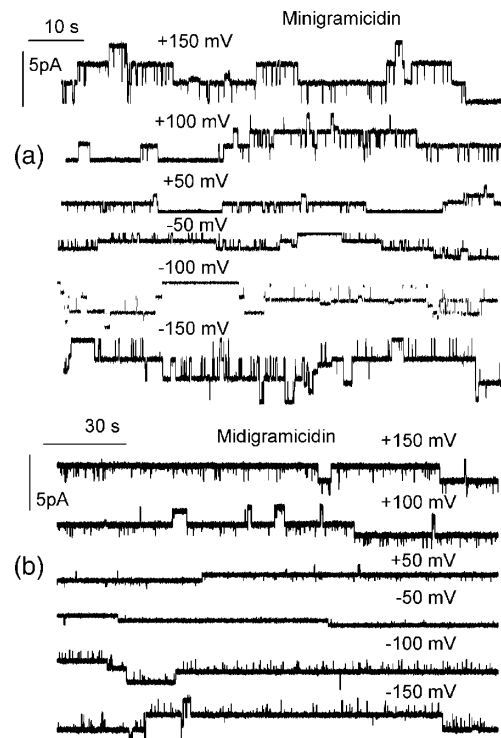 Minigramicidin
10 s
+150 mV
5pA
+100 mV
(a)
+50 mV
-50 mV
-100 mV
-150 mV
30 s
Midigramicidin
+150 mV
5pA
+100 mV
(b)
+50 mV
-50 mV
-100 mV
-150 mV